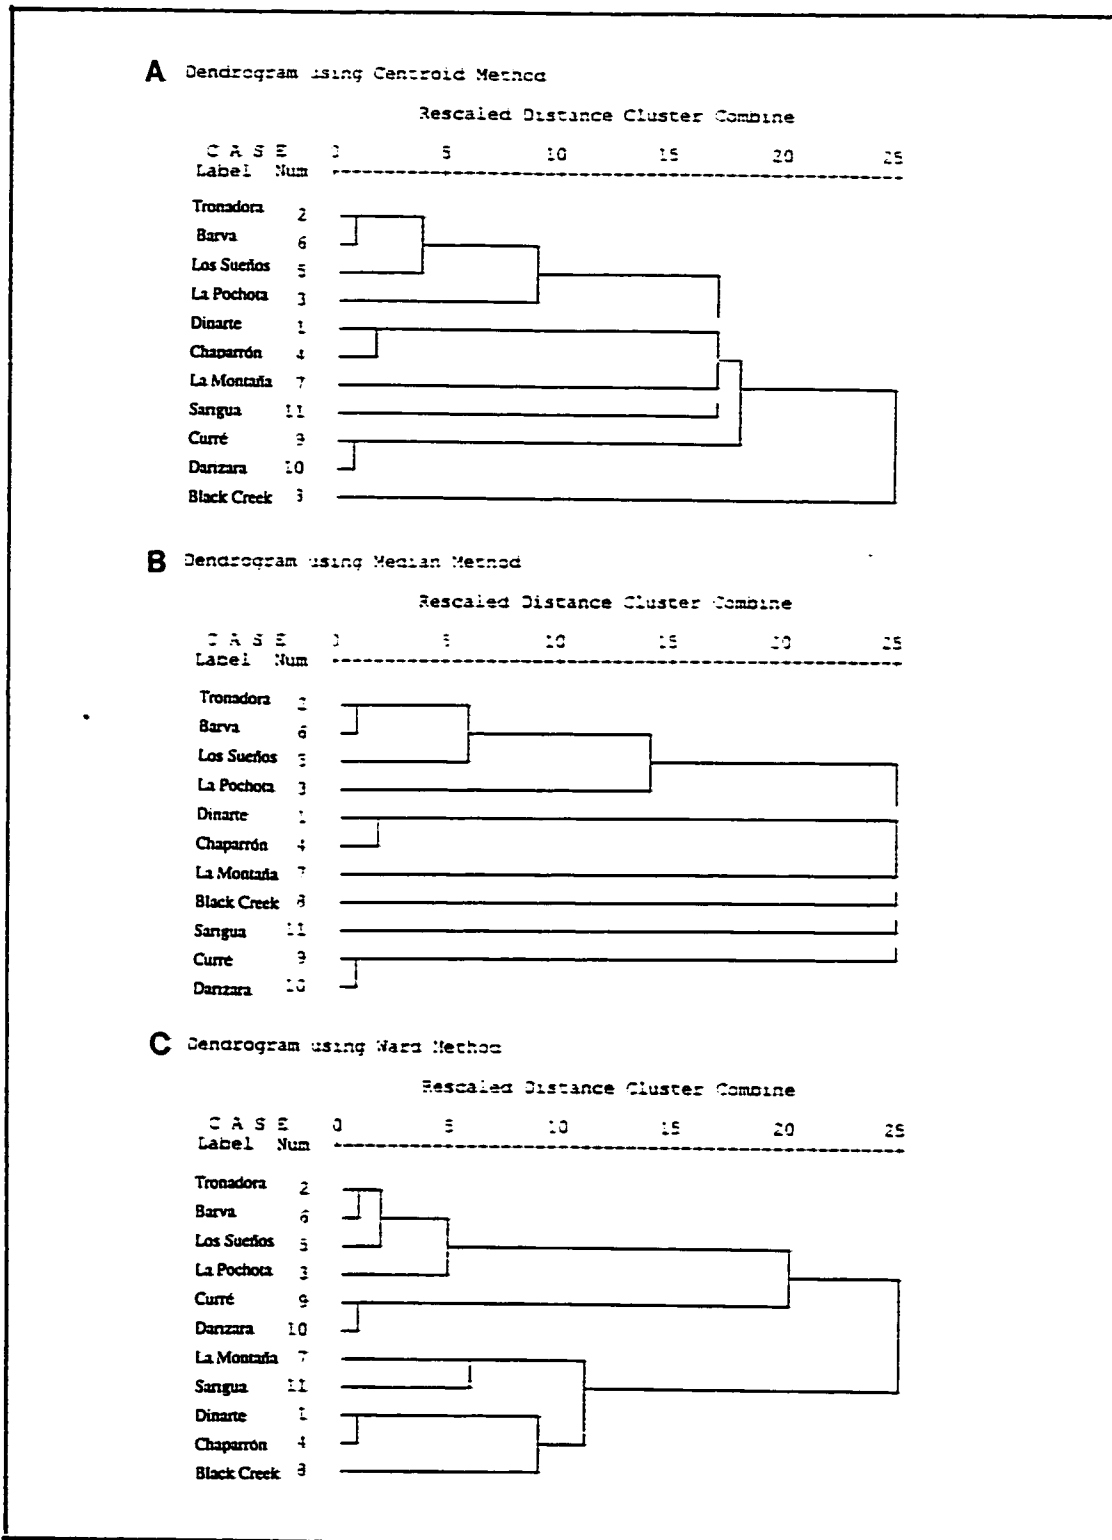 A Dendrogram using Centroid Method
Rescaled Distance Cluster Combine
C A S E 0 5 10 15 20 25
Label Num
Tronadora 2
Barva 6
Los Sueños 5
La Pochota 3
Dinarte 1
Chaparrón 4
La Montaña 7
Sangua 11
Curré 9
Danzara 10
Black Creek 8
B Dendrogram using Median Method
Rescaled Distance Cluster Combine
C A S E 0 5 10 15 20 25
Label Num
Tronadora 2
Barva 6
Los Sueños 5
La Pochota 3
Dinarte 1
Chaparrón 4
La Montaña 7
Black Creek 8
Sangua 11
Curré 9
Danzara 10
C Dendrogram using Ward Method
Rescaled Distance Cluster Combine
C A S E 0 5 10 15 20 25
Label Num
Tronadora 2
Barva 6
Los Sueños 5
La Pochota 3
Curré 9
Danzara 10
La Montaña 7
Sangua 11
Dinarte 1
Chaparrón 4
Black Creek 8